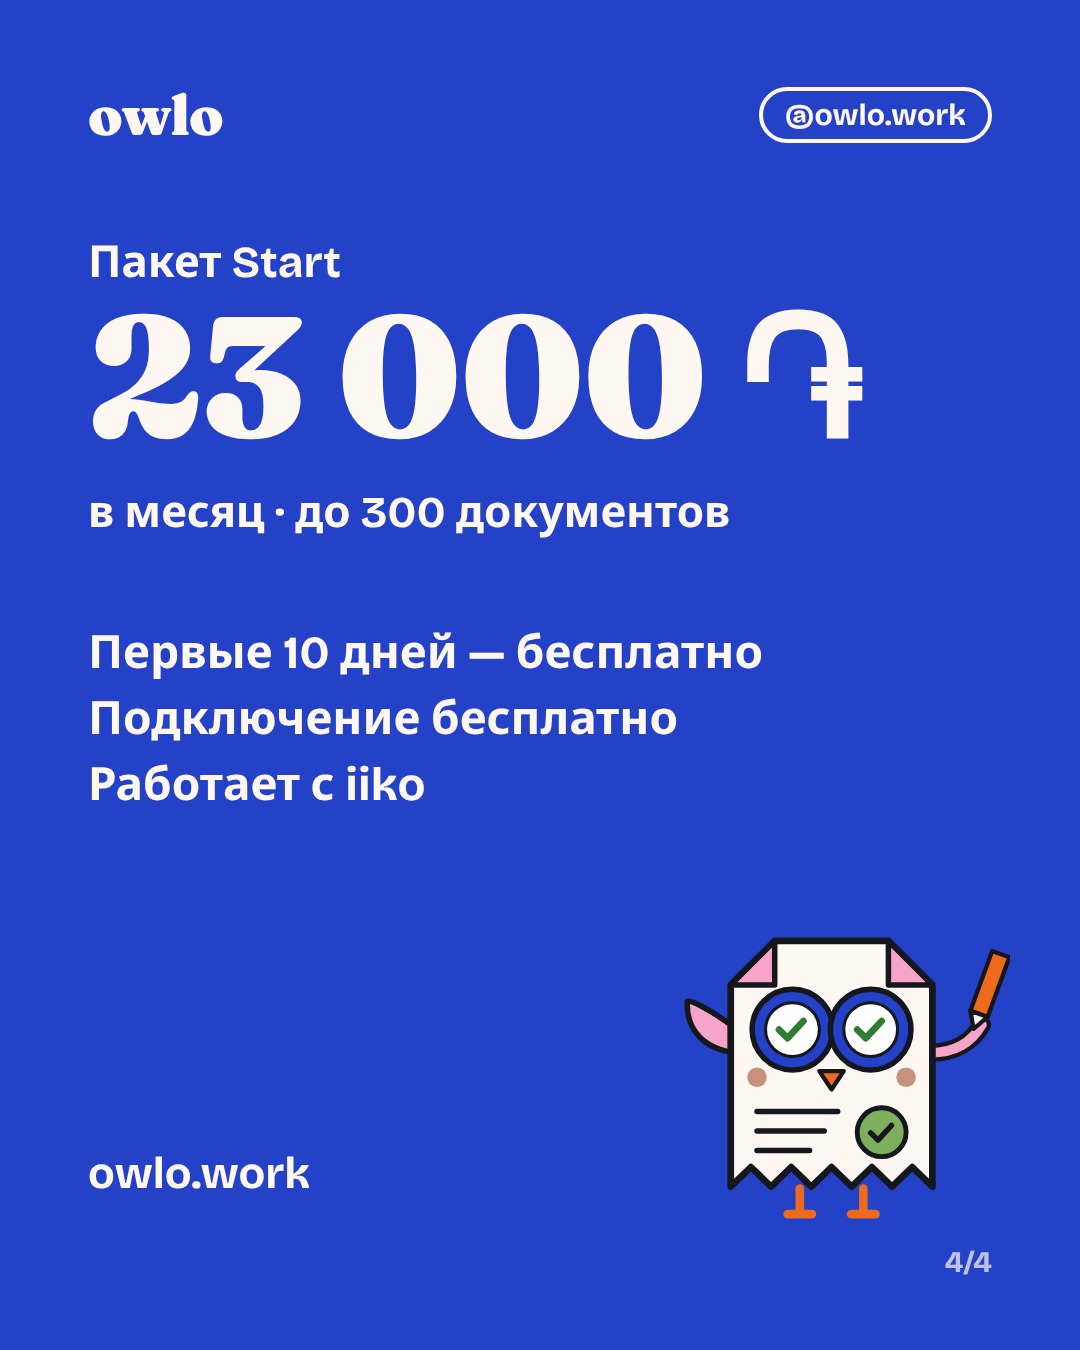 owlo
@owlo.work
Пакет Start
23 000 ֏
в месяц · до 300 документов
Первые 10 дней — бесплатно
Подключение бесплатно
Работает с iiko
owlo.work
4/4